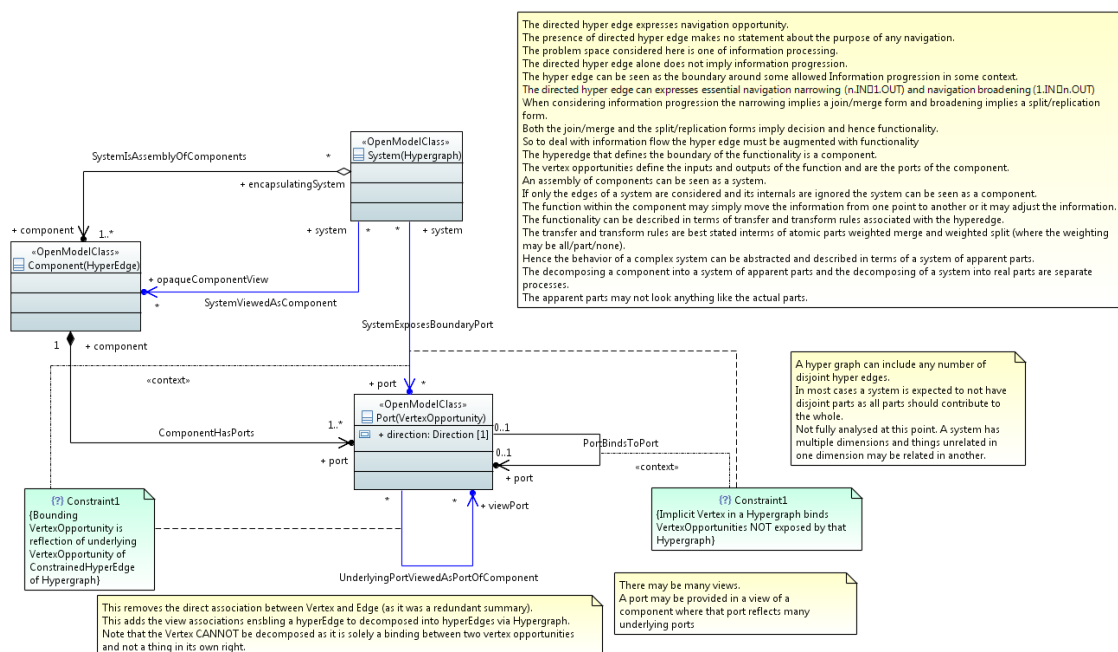 The directed hyper edge expresses navigation opportunity.
The presence of directed hyper edge makes no statement about the purpose of any navigation.
The problem space considered here is one of information processing.
The directed hyper edge alone does not imply information progression.
The hyper edge can be seen as the boundary around some allowed Information progression in some context.
The directed hyper edge can expresses essential navigation narrowing (n.IN□1.OUT) and navigation broadening (1.IN□n.OUT)
When considering information progression the narrowing implies a join/merge form and broadening implies a split/replication
form.
Both the join/merge and the split/replication forms imply decision and hence functionality.
So to deal with information flow the hyper edge must be augmented with functionality
The hyperedge that defines the boundary of the functionality is a component.
The vertex opportunities define the inputs and outputs of the function and are the ports of the component.
An assembly of components can be seen as a system.
If only the edges of a system are considered and its internals are ignored the system can be seen as a component.
The function within the component may simply move the information from one point to another or it may adjust the information.
The functionality can be described in terms of transfer and transform rules associated with the hyperedge.
The transfer and transform rules are best stated interms of atomic parts weighted merge and weighted split (where the weighting
may be all/part/none).
Hence the behavior of a complex system can be abstracted and described in terms of a system of apparent parts.
The decomposing a component into a system of apparent parts and the decomposing of a system into real parts are separate
processes.
The apparent parts may not look anything like the actual parts.
«OpenModelClass»
System(Hypergraph)
SystemIsAssemblyOfComponents
*
+ encapsulatingSystem
+ component
1..*
+ system
*
*
+ system
«OpenModelClass»
Component(HyperEdge)
+ opaqueComponentView
*
SystemViewedAsComponent
SystemExposesBoundaryPort
1
+ component
«context»
+ port
*
«OpenModelClass»
Port(VertexOpportunity)
+ direction: Direction [1]
ComponentHasPorts
1..*
+ port
0..1
PortBindsToPort
0..1
+ port
«context»
*
*
+ viewPort
UnderlyingPortViewedAsPortOfComponent
A hyper graph can include any number of
disjoint hyper edges.
In most cases a system is expected to not have
disjoint parts as all parts should contribute to
the whole.
Not fully analysed at this point. A system has
multiple dimensions and things unrelated in
one dimension may be related in another.
{?} Constraint1
{Bounding
VertexOpportunity is
reflection of underlying
VertexOpportunity of
ConstrainedHyperEdge
of Hypergraph}
{?} Constraint1
{Implicit Vertex in a Hypergraph binds
VertexOpportunities NOT exposed by that
Hypergraph}
There may be many views.
A port may be provided in a view of a
component where that port reflects many
underlying ports
This removes the direct association between Vertex and Edge (as it was a redundant summary).
This adds the view associations ensbling a hyperEdge to decomposed into hyperEdges via Hypergraph.
Note that the Vertex CANNOT be decomposed as it is solely a binding between two vertex opportunities
and not a thing in its own right.